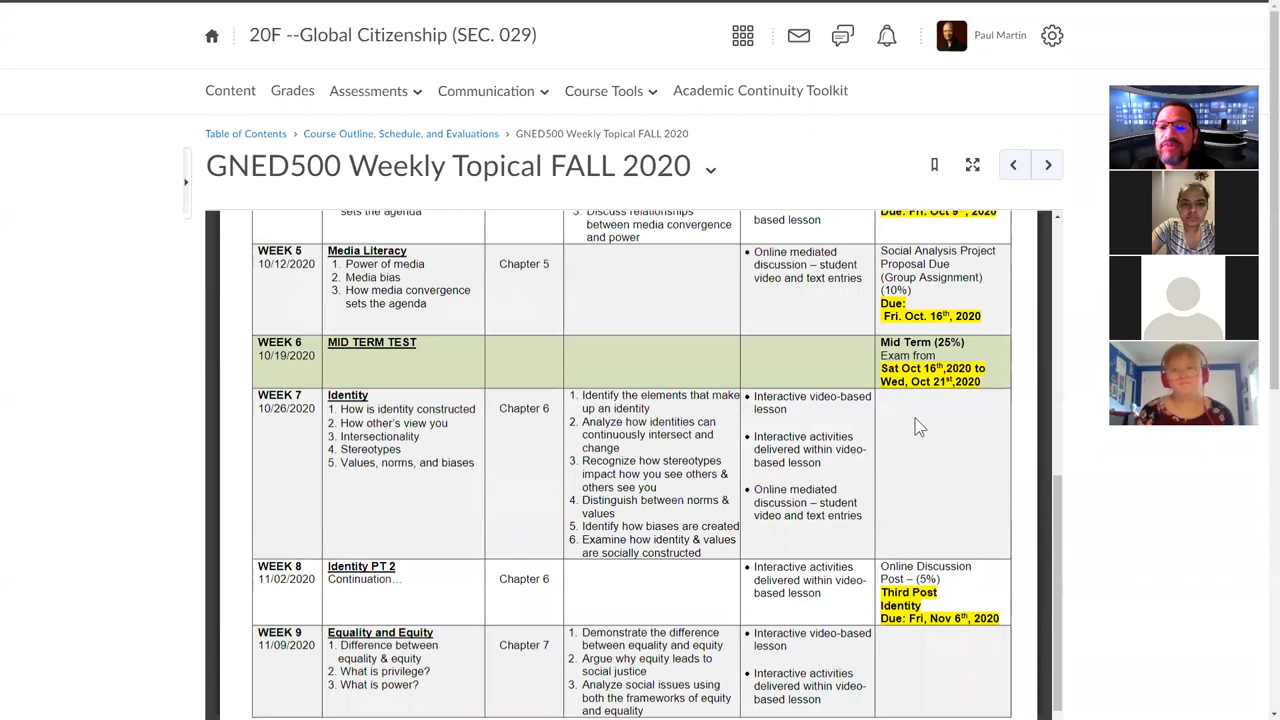 20F --Global Citizenship (SEC. 029)
Paul Martin
Content Grades Assessments Communication Course Tools Academic Continuity Toolkit
Table of Contents > Course Outline, Schedule, and Evaluations > GNED500 Weekly Topical FALL 2020
GNED500 Weekly Topical FALL 2020
sets the agenda
3. Discuss relationships
between media convergence
and power
based lesson
Due: Fri. Oct 9th, 2020
WEEK 5
10/12/2020
Media Literacy
1. Power of media
2. Media bias
3. How media convergence
sets the agenda
Chapter 5
• Online mediated
discussion – student
video and text entries
Social Analysis Project
Proposal Due
(Group Assignment)
(10%)
Due:
Fri. Oct. 16th, 2020
WEEK 6
10/19/2020
MID TERM TEST
Mid Term (25%)
Exam from
Sat Oct 16th,2020 to
Wed, Oct 21st,2020
WEEK 7
10/26/2020
Identity
1. How is identity constructed
2. How other's view you
3. Intersectionality
4. Stereotypes
5. Values, norms, and biases
Chapter 6
1. Identify the elements that make
up an identity
2. Analyze how identities can
continuously intersect and
change
3. Recognize how stereotypes
impact how you see others &
others see you
4. Distinguish between norms &
values
5. Identify how biases are created
6. Examine how identity & values
are socially constructed
• Interactive video-based
lesson
• Interactive activities
delivered within video-
based lesson
• Online mediated
discussion – student
video and text entries
WEEK 8
11/02/2020
Identity PT 2
Continuation…
Chapter 6
• Interactive activities
delivered within video-
based lesson
Online Discussion
Post – (5%)
Third Post
Identity
Due: Fri, Nov 6th, 2020
WEEK 9
11/09/2020
Equality and Equity
1. Difference between
equality & equity
2. What is privilege?
3. What is power?
Chapter 7
1. Demonstrate the difference
between equality and equity
2. Argue why equity leads to
social justice
3. Analyze social issues using
both the frameworks of equity
and equality
• Interactive video-based
lesson
• Interactive activities
delivered within video-
based lesson